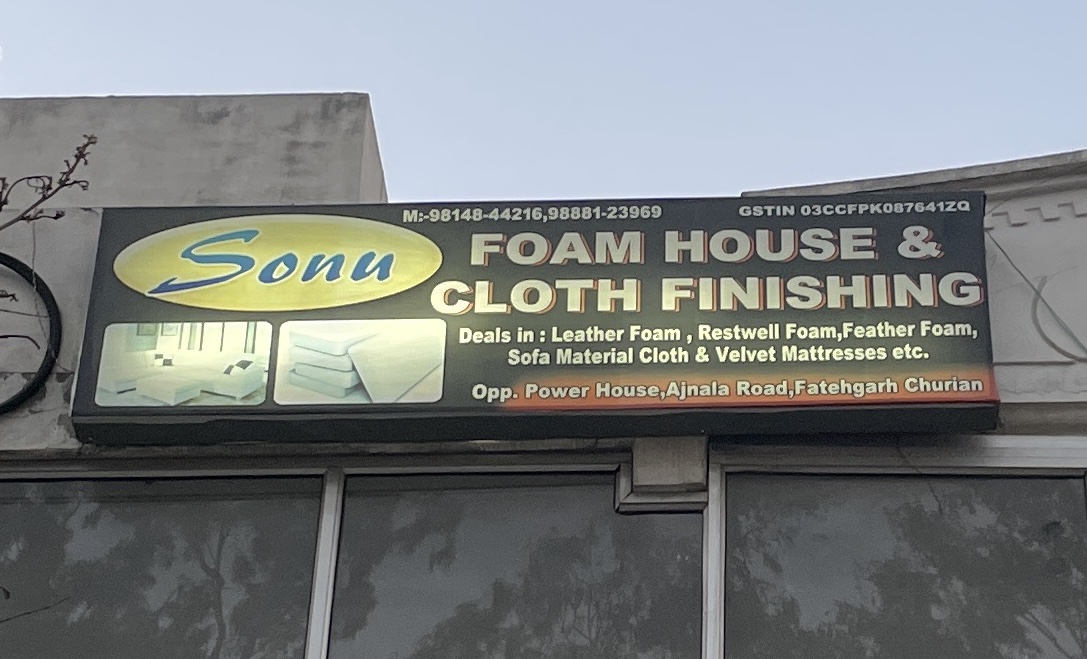 M:-98148-44216,98881-23969
GSTIN 03CCFPK087641ZQ
Sonu
FOAM HOUSE &
CLOTH FINISHING
Deals in : Leather Foam , Restwell Foam,Feather Foam,
Sofa Material Cloth & Velvet Mattresses etc.
Opp. Power House,Ajnala Road,Fatehgarh Churian